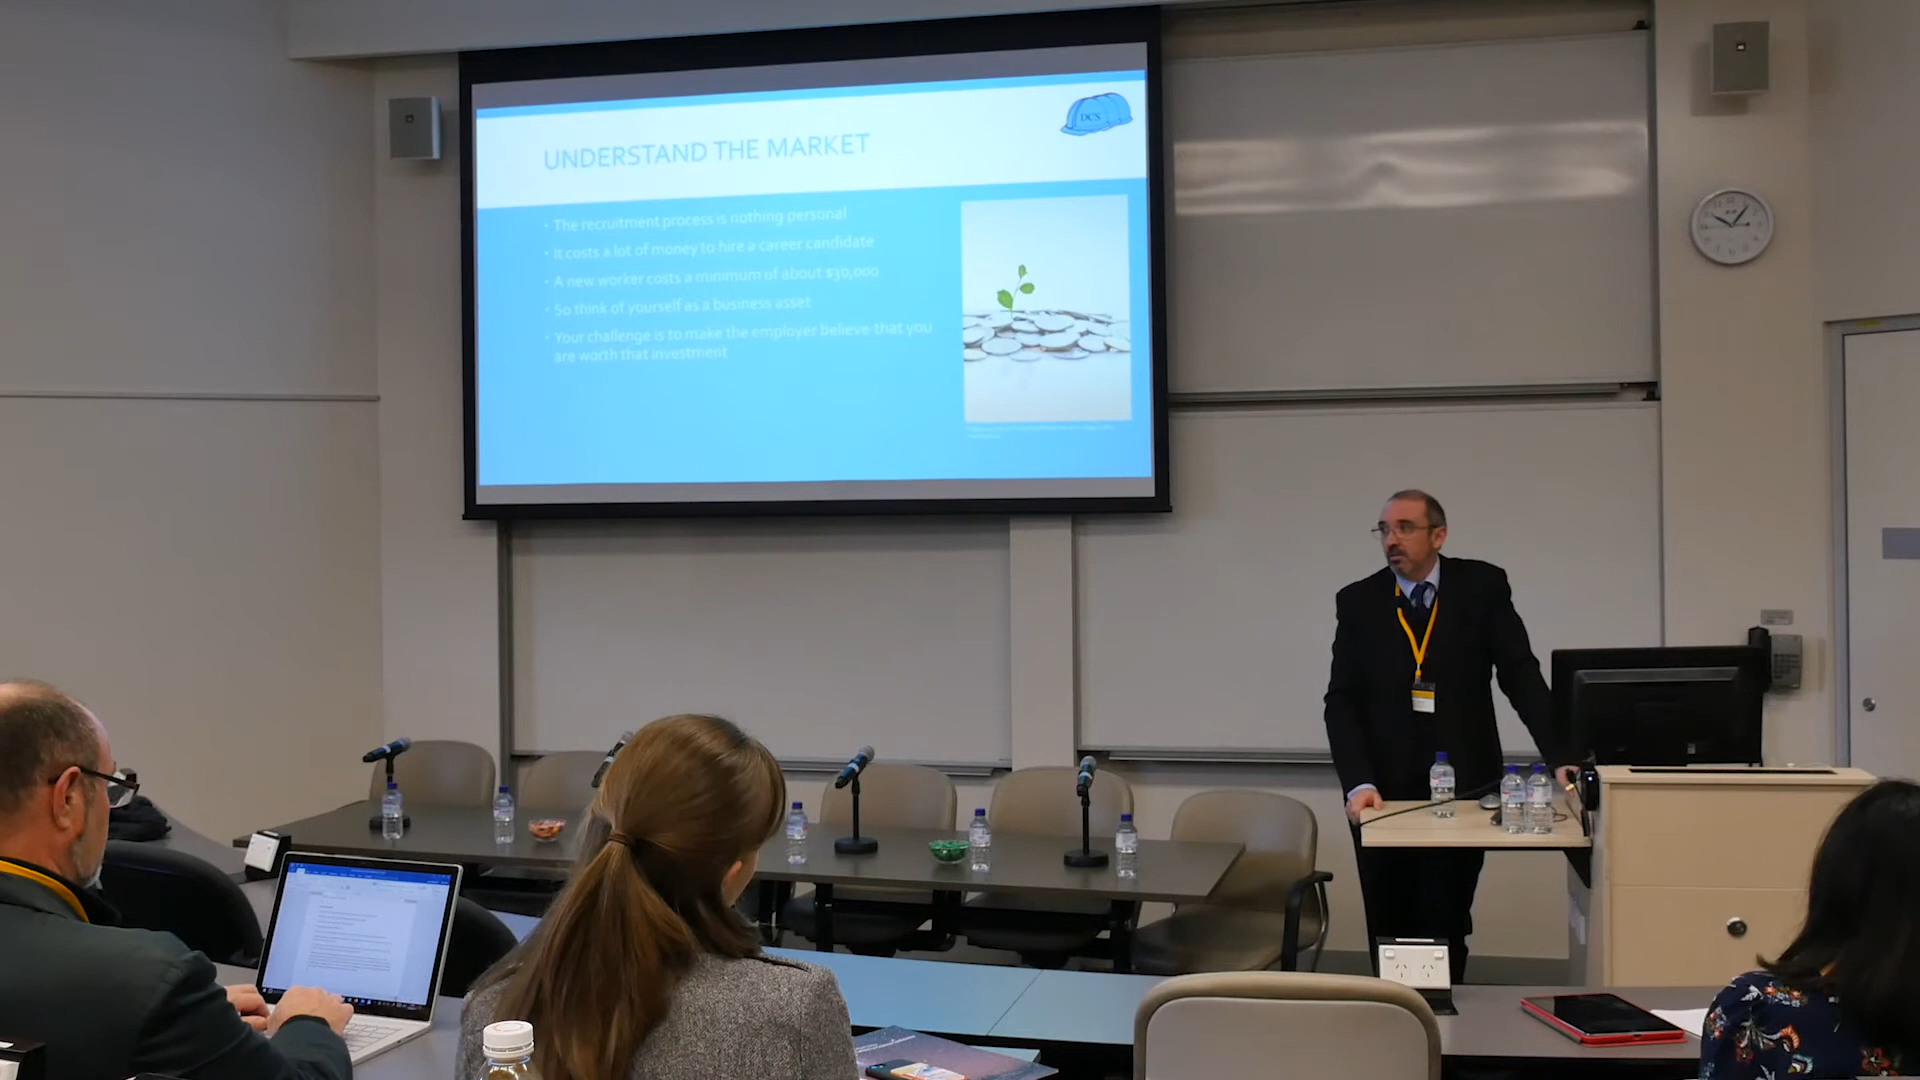 DCS
UNDERSTAND THE MARKET
• The recruitment process is nothing personal
• It costs a lot of money to hire a career candidate
• A new worker costs a minimum of about $30,000
• So think of yourself as a business asset
• Your challenge is to make the employer believe that you
are worth that investment